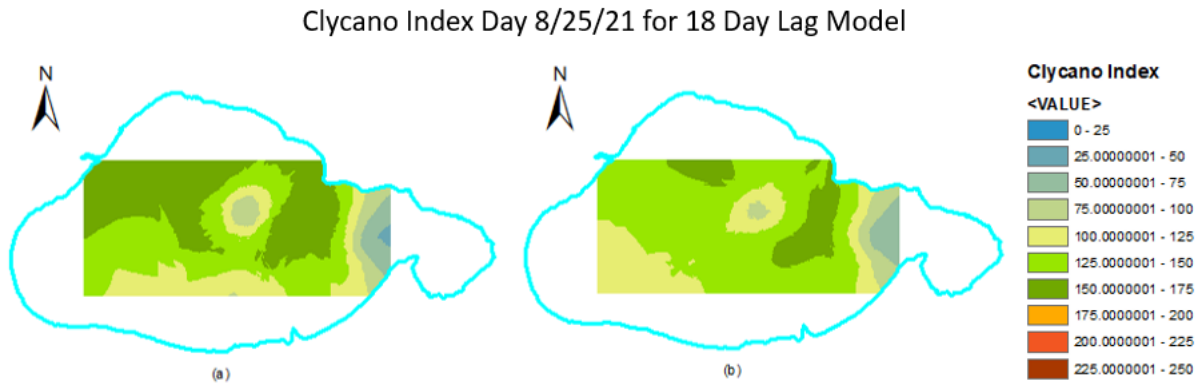 Clycano Index Day 8/25/21 for 18 Day Lag Model
N
N
(a)
(b)
Clycano Index
<VALUE>
0 - 25
25.00000001 - 50
50.00000001 - 75
75.00000001 - 100
100.0000001 - 125
125.0000001 - 150
150.0000001 - 175
175.0000001 - 200
200.0000001 - 225
225.0000001 - 250